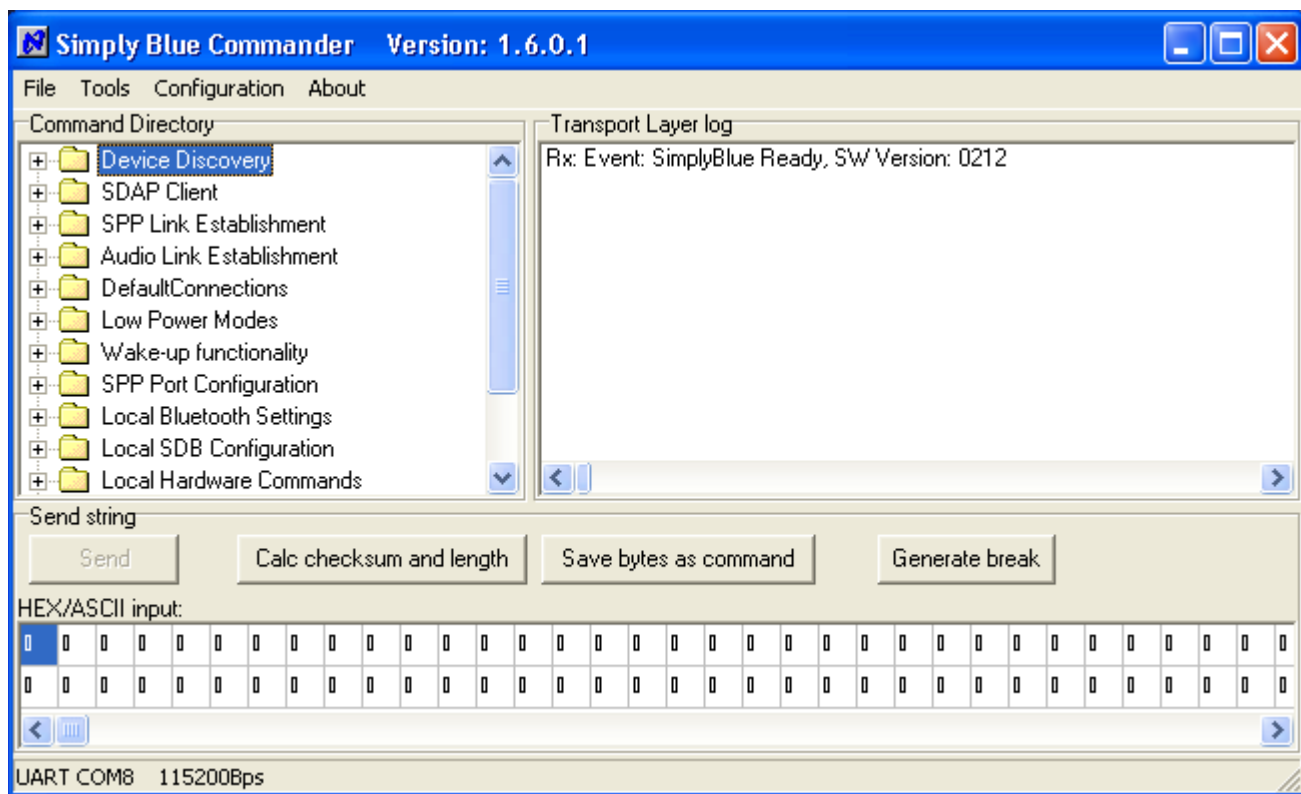 Simply Blue Commander Version: 1.6.0.1
File Tools Configuration About
Command Directory
Device Discovery
SDAP Client
SPP Link Establishment
Audio Link Establishment
DefaultConnections
Low Power Modes
Wake-up functionality
SPP Port Configuration
Local Bluetooth Settings
Local SDB Configuration
Local Hardware Commands
Transport Layer log
Rx: Event: SimplyBlue Ready, SW Version: 0212
Send string
Send Calc checksum and length Save bytes as command Generate break
HEX/ASCII input:
UART COM8 115200Bps